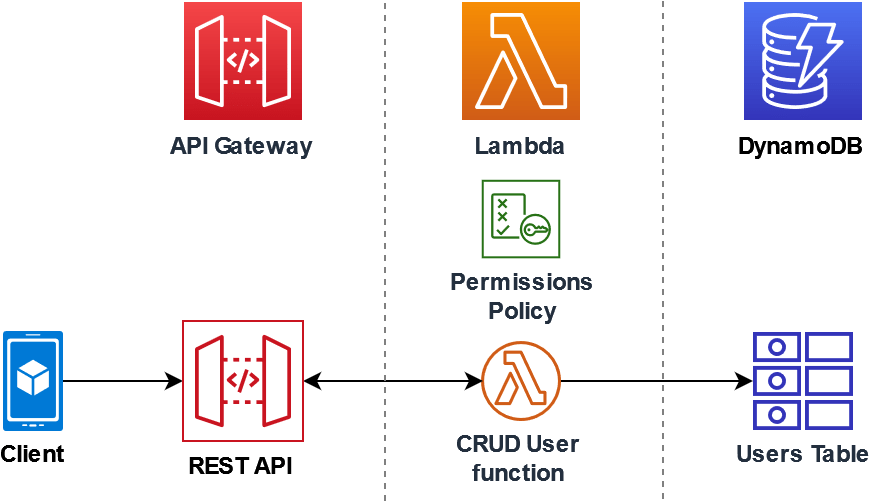 API Gateway
Lambda
DynamoDB
Permissions
Policy
Client
REST API
CRUD User
function
Users Table